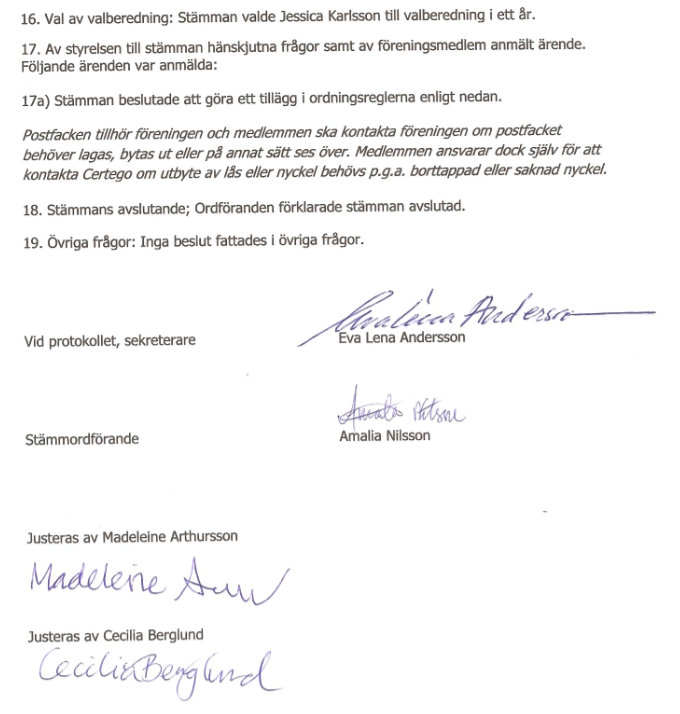 16. Val av valberedning: Stämman valde Jessica Karlsson till valberedning i ett år.
17. Av styrelsen till stämman hänskjutna frågor samt av föreningsmedlem anmält ärende.
Följande ärenden var anmälda:
17a) Stämman beslutade att göra ett tillägg i ordningsreglerna enligt nedan.
Postfacken tillhör föreningen och medlemmen ska kontakta föreningen om postfacket
behöver lagas, bytas ut eller på annat sätt ses över. Medlemmen ansvarar dock själv för att
kontakta Certego om utbyte av lås eller nyckel behövs p.g.a. borttappad eller saknad nyckel.
18. Stämmans avslutande; Ordföranden förklarade stämman avslutad.
19. Övriga frågor: Inga beslut fattades i övriga frågor.
Eva Lena Andersson
Vid protokollet, sekreterare
Eva Lena Andersson
Amalia Nilsson
Stämmordförande
Amalia Nilsson
Justeras av Madeleine Arthursson
Madeleine
Justeras av Cecilia Berglund
Cecilia Berglund